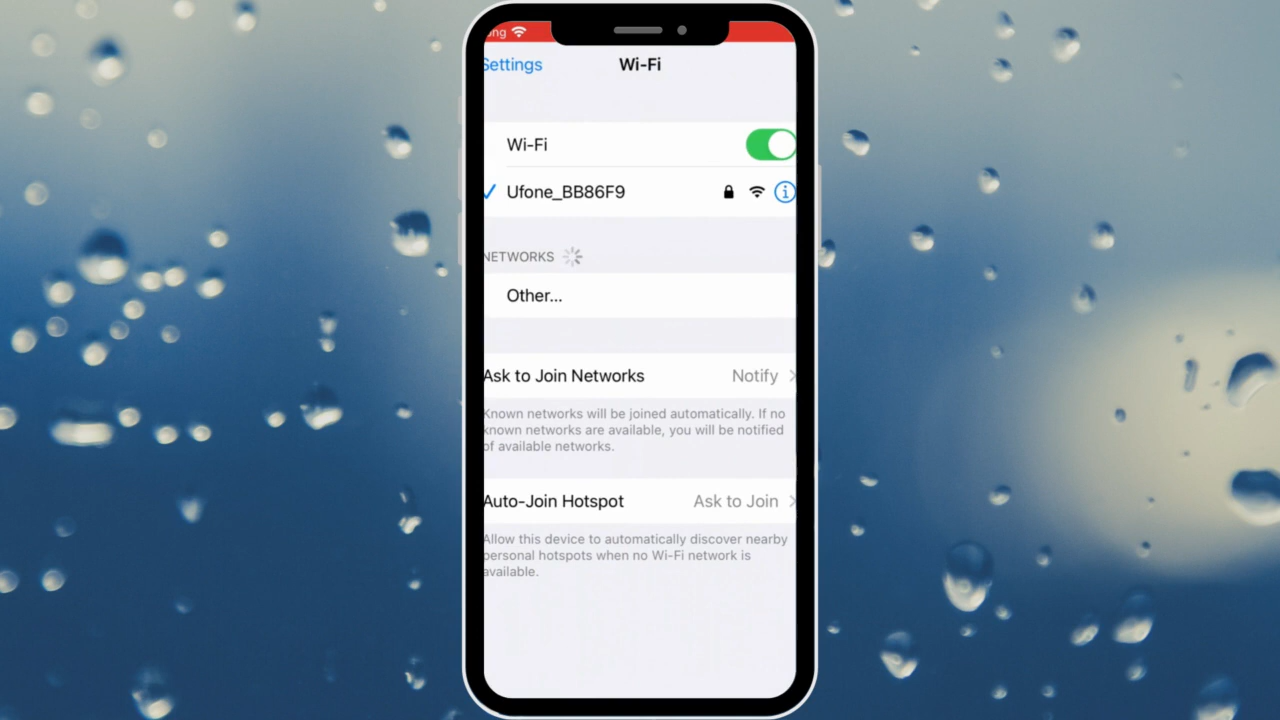 ng
Settings
Wi-Fi
Wi-Fi
Ufone_BB86F9
NETWORKS
Other...
Ask to Join Networks Notify
Known networks will be joined automatically. If no
known networks are available, you will be notified
of available networks.
Auto-Join Hotspot Ask to Join
Allow this device to automatically discover nearby
personal hotspots when no Wi-Fi network is
available.